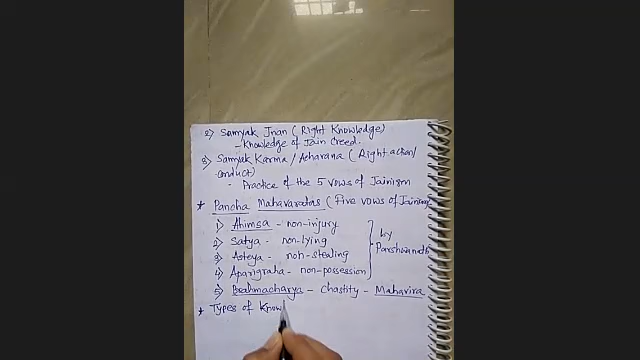 2) Samyak Jnan (Right Knowledge)
- Knowledge of Jain Creed.
3) Samyak Karma / Acharana (Right action/
conduct)
- Practice of the 5 vows of Jainism
* Pancha Mahavaratas (Five vows of Jainism)
1) Ahimsa - non-injury
2) Satya - non-lying
3) Asteya - non-stealing
4) Aparigraha - non-possession
by
Parshwanath
5) Brahmacharya - chastity - Mahavira
* Types of Know